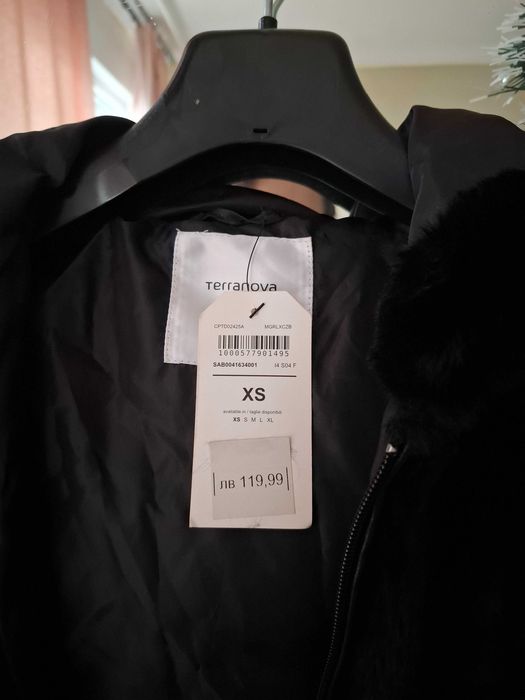 Terranova
CPTD02425A MGRLXCZB
1000577901495
SAB0041634001 I4 S04 F
XS
available in / taglie disponibili
XS S M L XL
лв 119,99